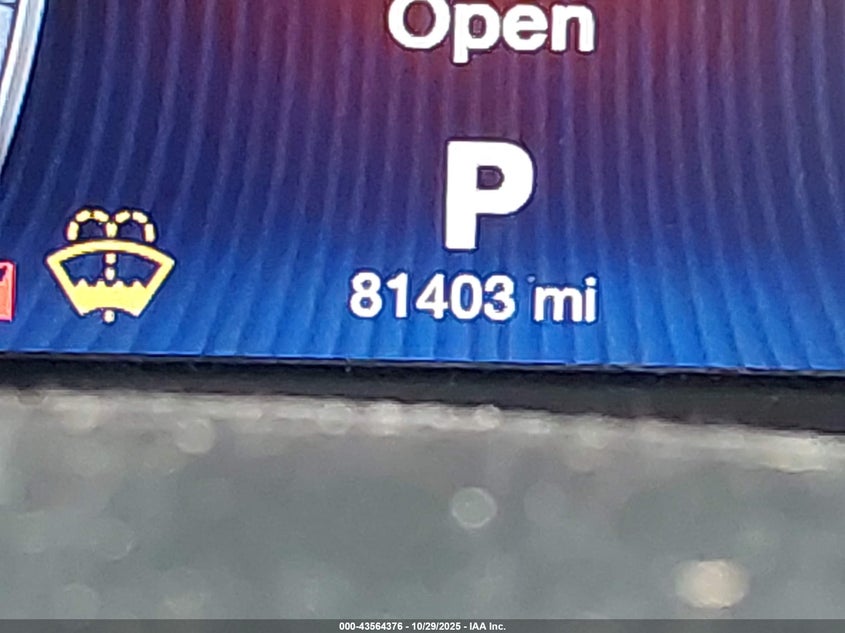 Open
P
81403 mi
000-43564376 - 10/29/2025 - IAA Inc.